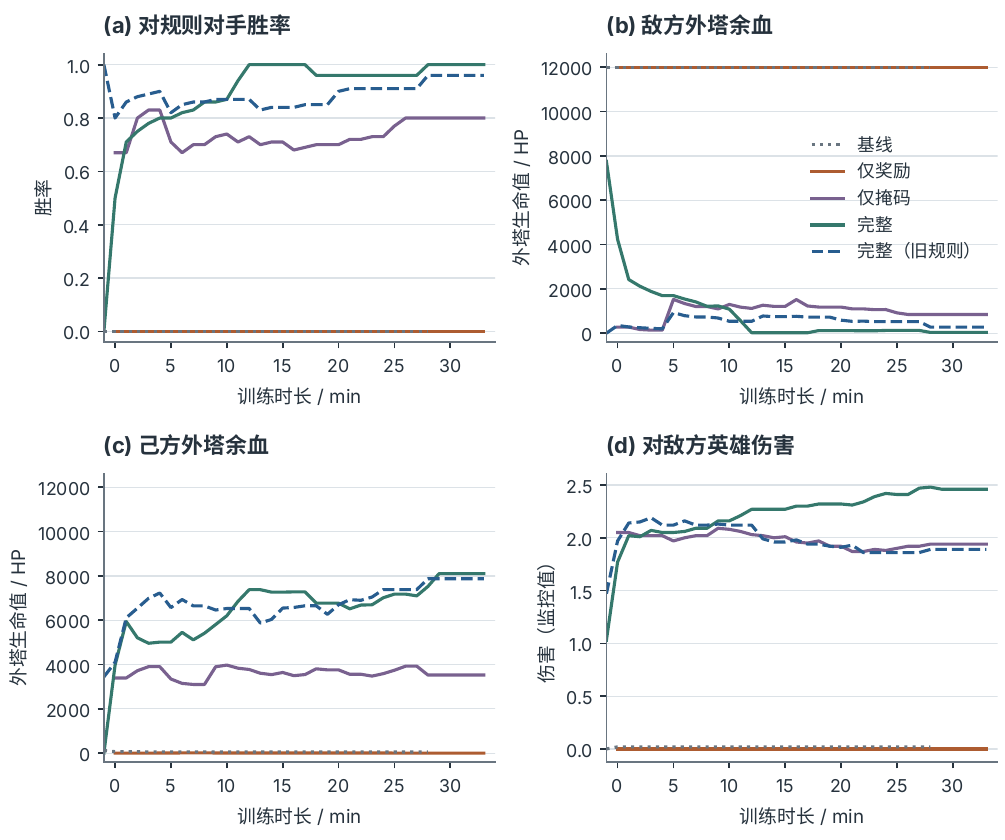 (a) 对规则对手胜率
1.0
0.8
0.6
0.4
0.2
0.0
胜率
0 5 10 15 20 25 30
训练时长 / min
(b) 敌方外塔余血
12000
10000
8000
6000
4000
2000
0
外塔生命值 / HP
基线
仅奖励
仅掩码
完整
完整（旧规则）
0 5 10 15 20 25 30
训练时长 / min
(c) 己方外塔余血
12000
10000
8000
6000
4000
2000
0
外塔生命值 / HP
0 5 10 15 20 25 30
训练时长 / min
(d) 对敌方英雄伤害
2.5
2.0
1.5
1.0
0.5
0.0
伤害（监控值）
0 5 10 15 20 25 30
训练时长 / min